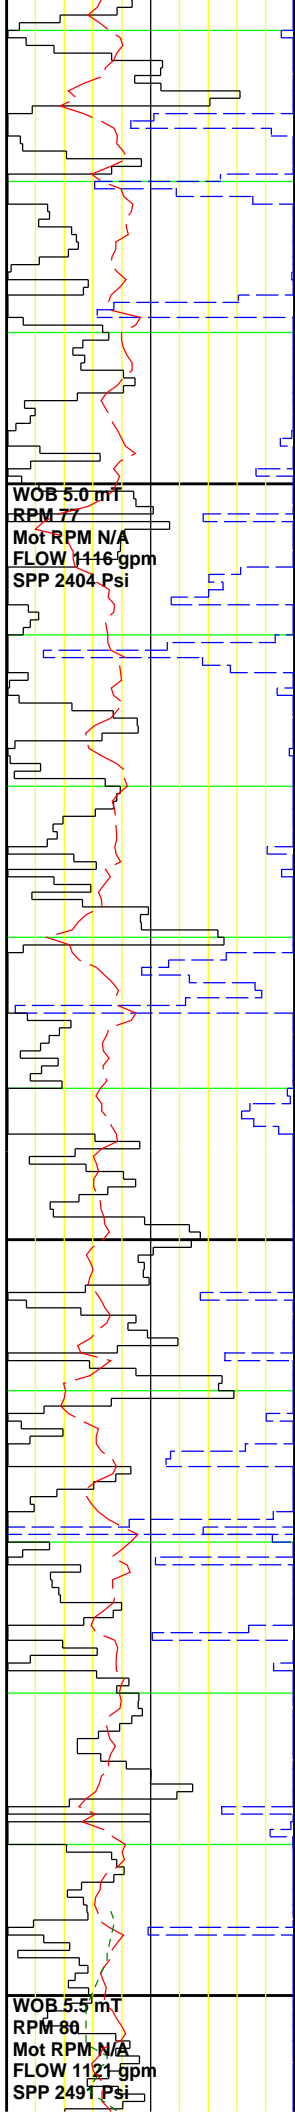 WOB 5.0 mT
RPM 77
Mot RPM N/A
FLOW 1116 gpm
SPP 2404 Psi
WOB 5.5 mT
RPM 80
Mot RPM N/A
FLOW 1121 gpm
SPP 2491 Psi